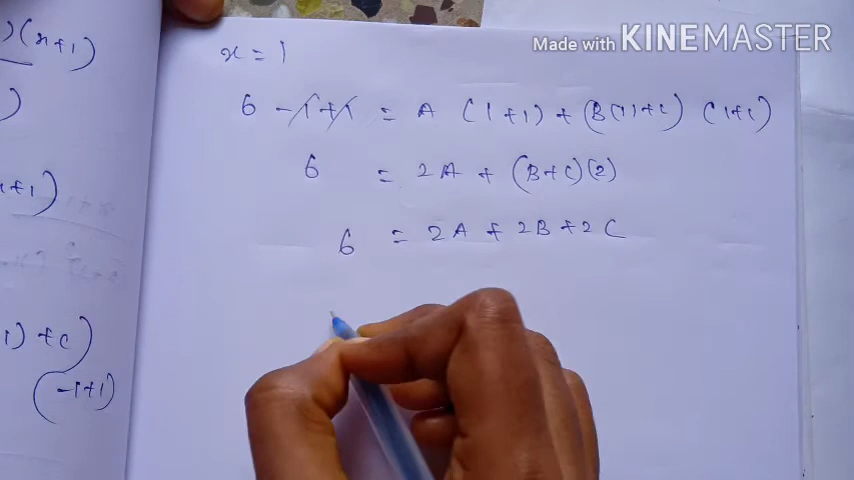 Made with KINEMASTER
)(x+1)
x = 1
)
6 - 1 + 1 = A (1+1) + (B(1)+C) (1+1)
6 = 2A + (B+C)(2)
x+1)
6 = 2A + 2B + 2C
1) + C)
(-1+1)